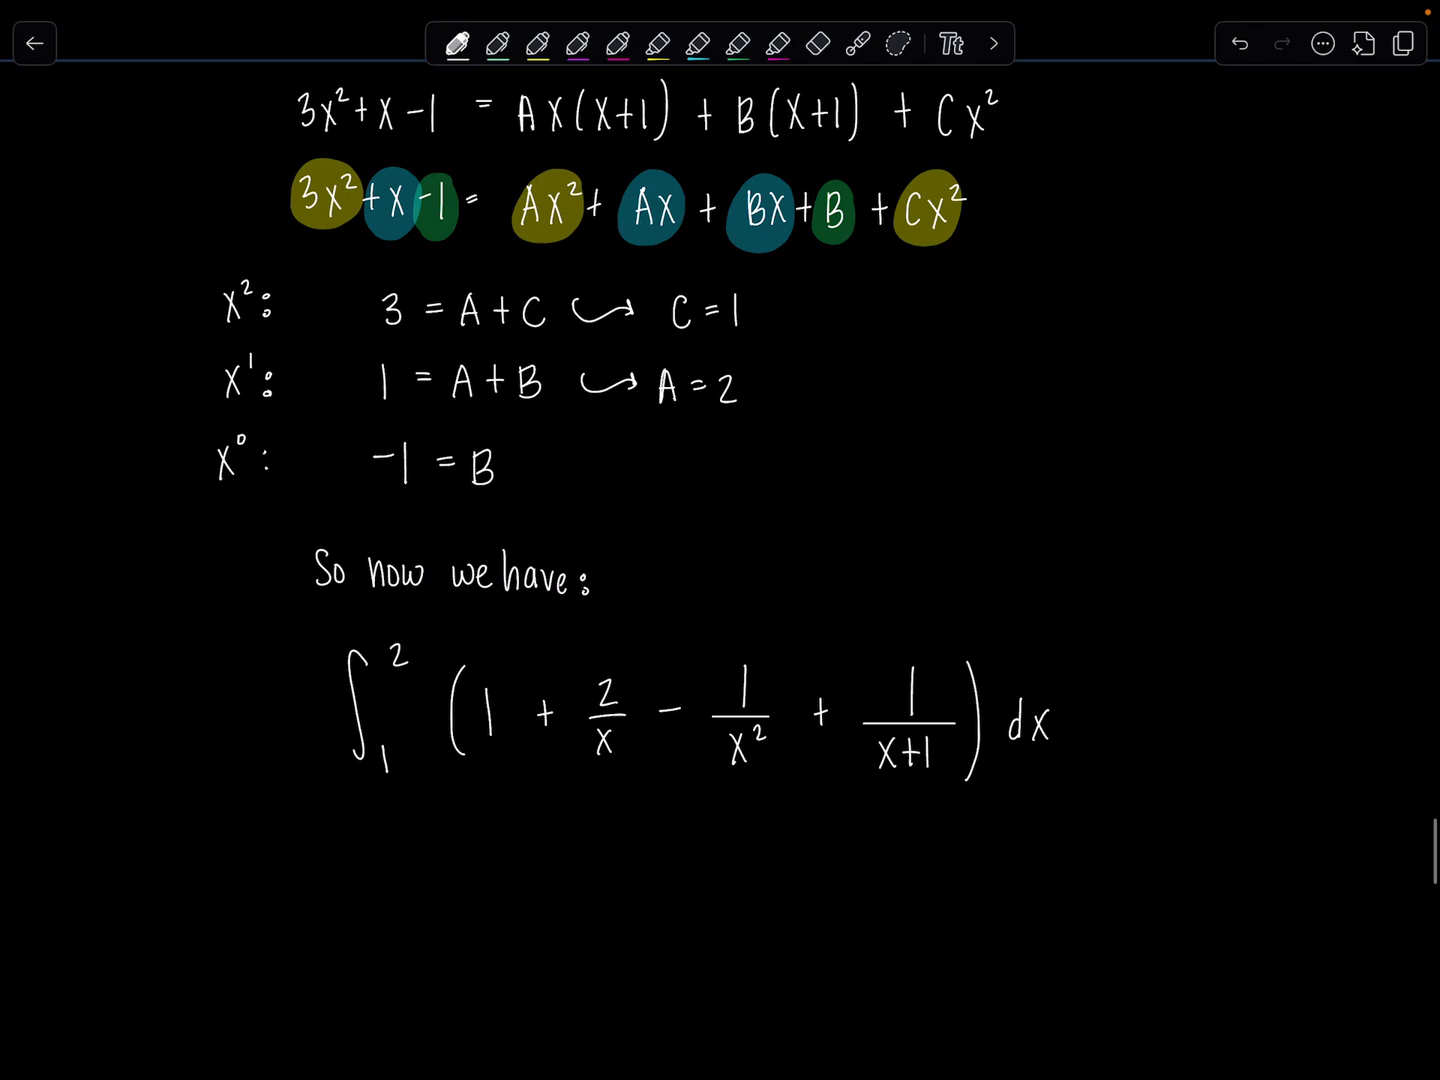 Tt
3x²+x-1 = Ax(x+1) + B(x+1) + Cx²
3x²+x-1 = Ax² + Ax + Bx + B + Cx²
x²: 3 = A+C ↪ C=1
x¹: 1 = A+B ↪ A=2
x⁰: -1 = B
So now we have:
∫₁² (1 + 2/x - 1/x² + 1/(x+1)) dx